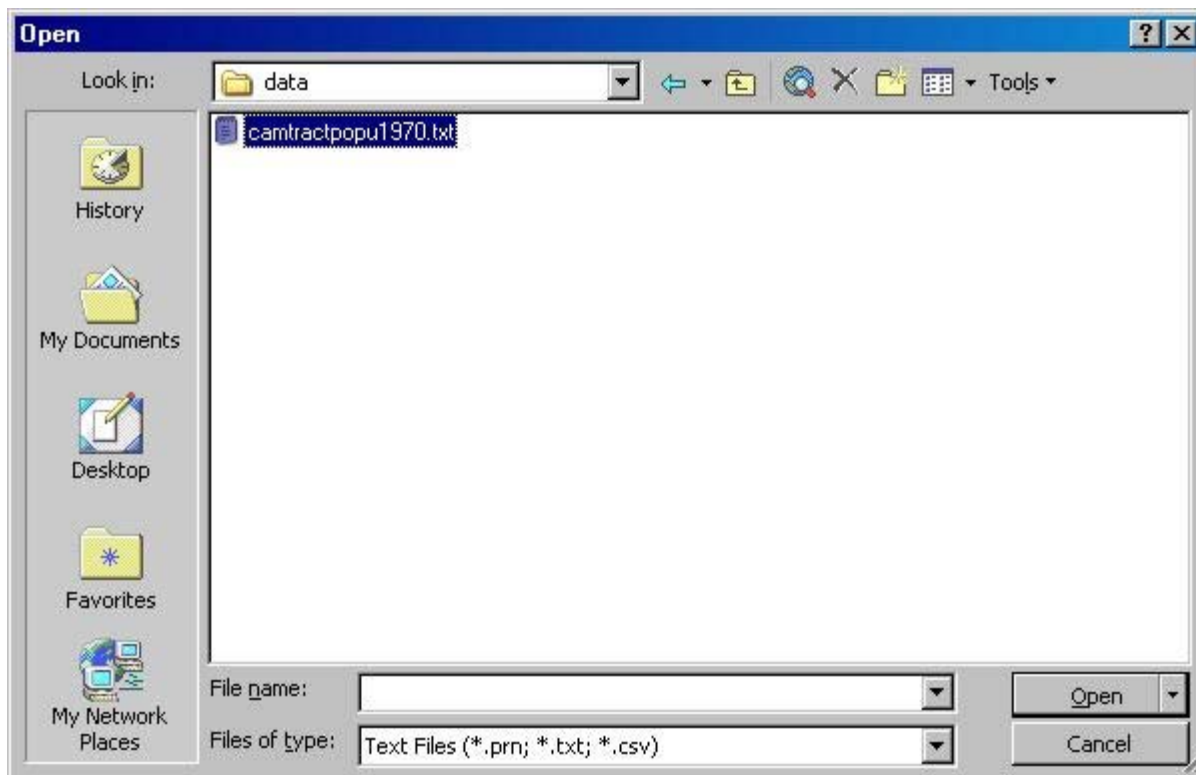 Open
Look in:
data
Tools
camtractpopu1970.txt
History
My Documents
Desktop
Favorites
My Network
Places
File name:
Open
Files of type:
Text Files (*.prn; *.txt; *.csv)
Cancel